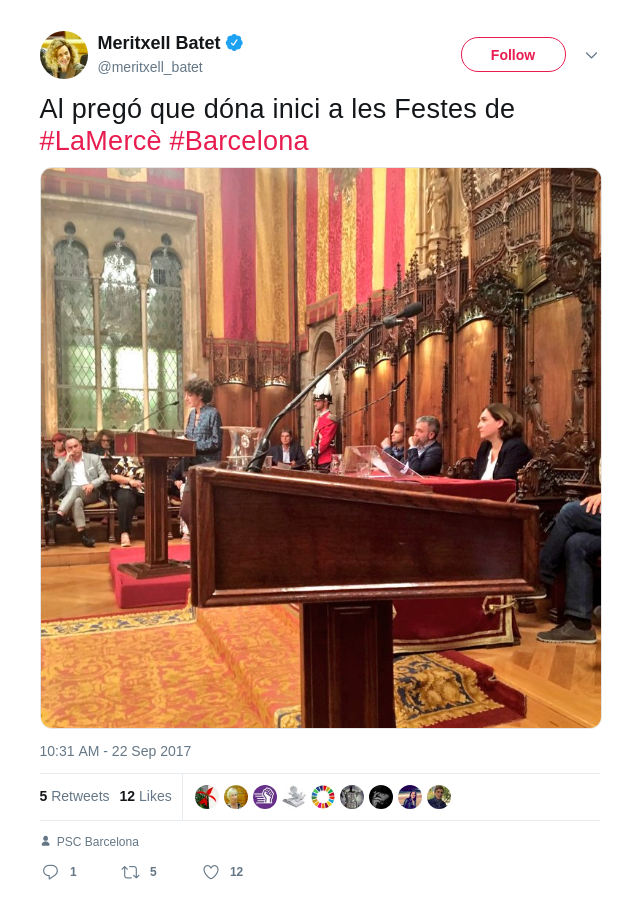 Meritxell Batet
@meritxell_batet
Follow
Al pregó que dóna inici a les Festes de
#LaMercè #Barcelona
10:31 AM - 22 Sep 2017
5 Retweets 12 Likes
PSC Barcelona
1 5 12